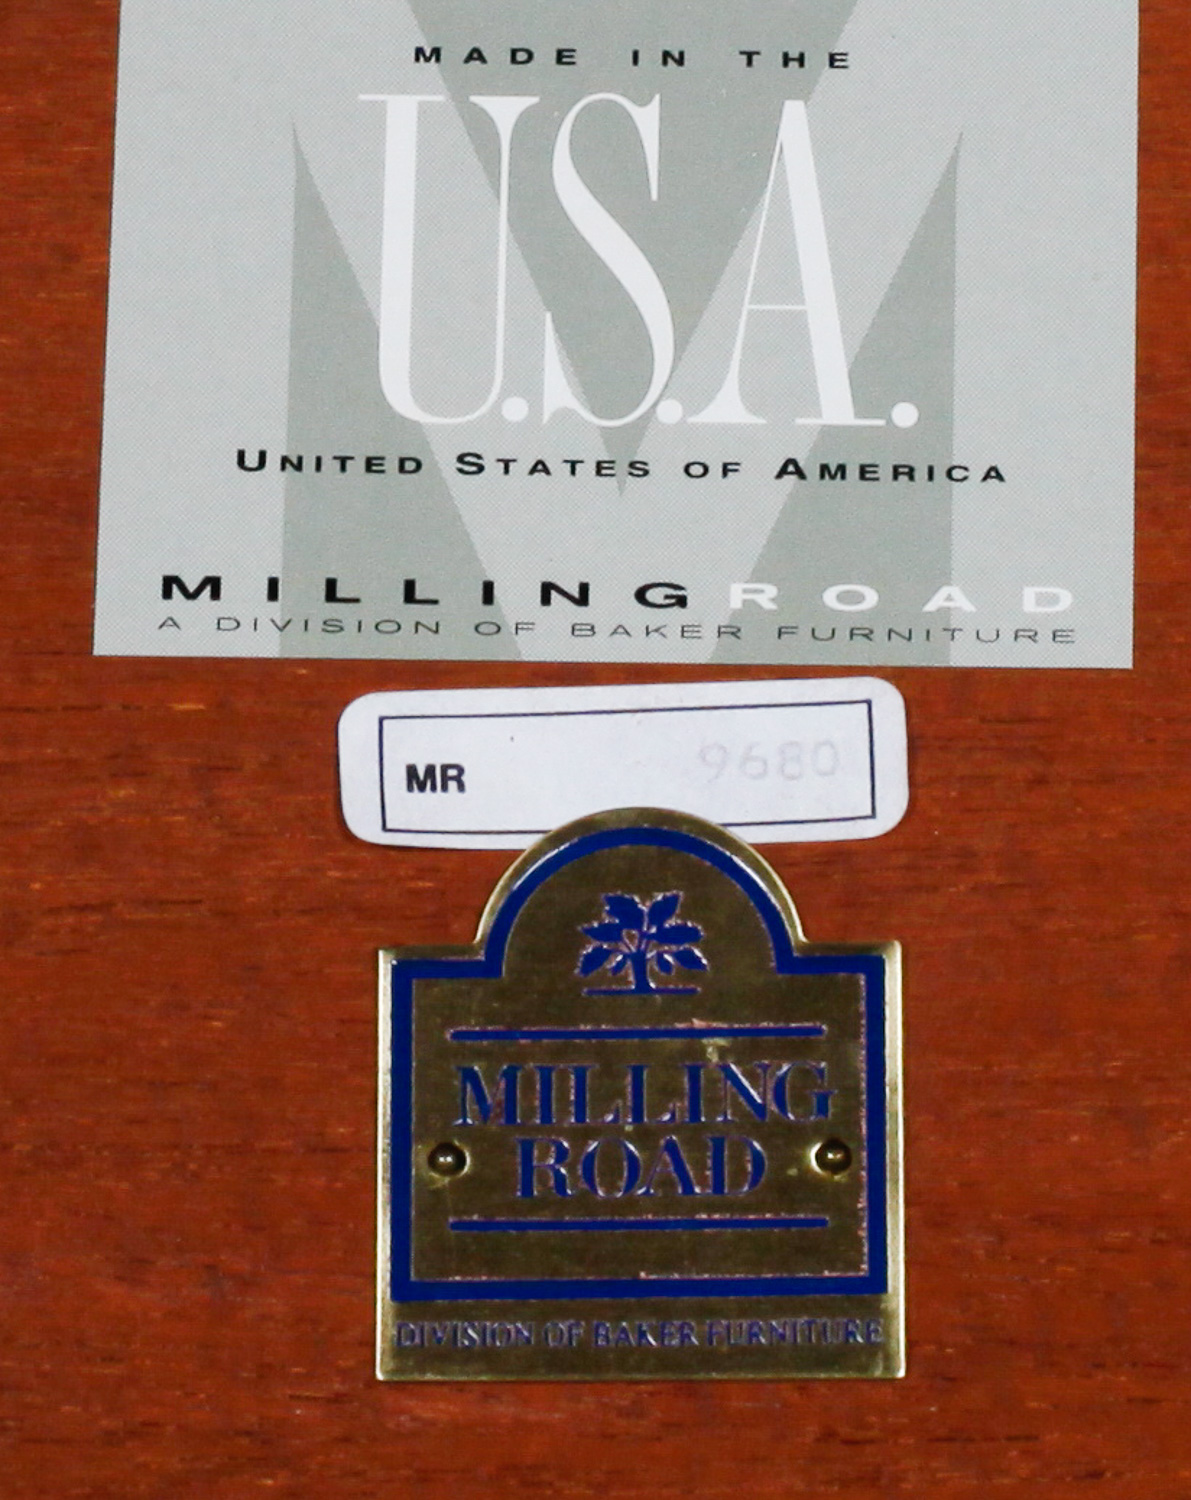 MADE IN THE
U.S.A.
UNITED STATES OF AMERICA
MILLINGROAD
A DIVISION OF BAKER FURNITURE
MR 9680
MILLING
ROAD
DIVISION OF BAKER FURNITURE